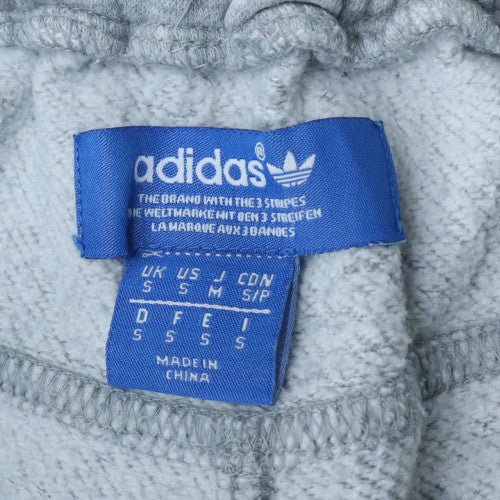 adidas®
THE BRAND WITH THE 3 STRIPES
DIE WELTMARKE MIT DEN 3 STREIFEN
LA MARQUE AUX 3 BANDES
UK US J CDN
S S M S/P
D F E I
S S S S
MADE IN
CHINA